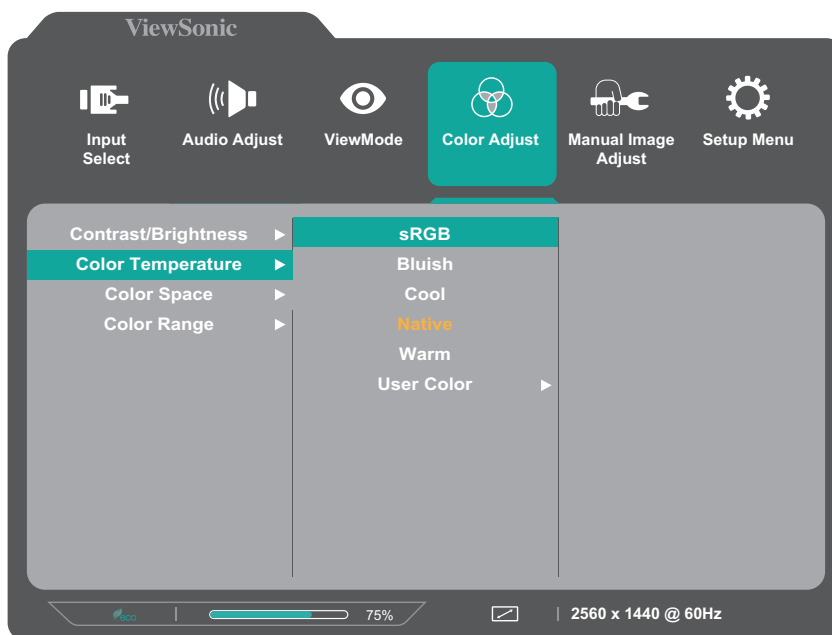 ViewSonic
Input
Select
Audio Adjust
ViewMode
Color Adjust
Manual Image
Adjust
Setup Menu
Contrast/Brightness
Color Temperature
Color Space
Color Range
sRGB
Bluish
Cool
Native
Warm
User Color
eco
75%
2560 x 1440 @ 60Hz